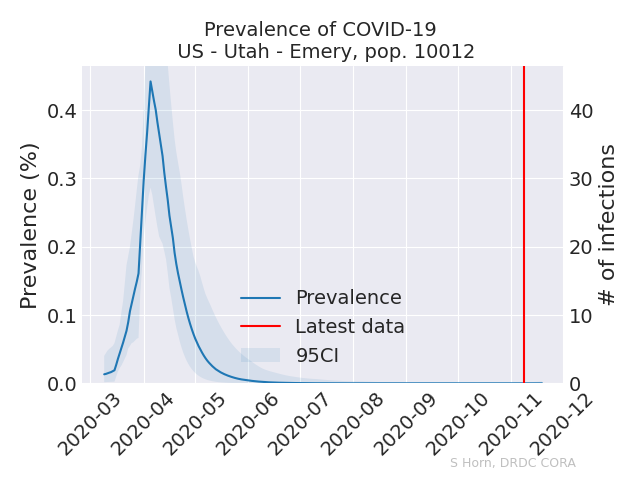 Prevalence of COVID-19
US - Utah - Emery, pop. 10012
Prevalence (%)
0.4
0.3
0.2
0.1
0.0
40
30
20
10
0
# of infections
Prevalence
Latest data
95CI
2020-03
2020-04
2020-05
2020-06
2020-07
2020-08
2020-09
2020-10
2020-11
2020-12
S Horn, DRDC CORA